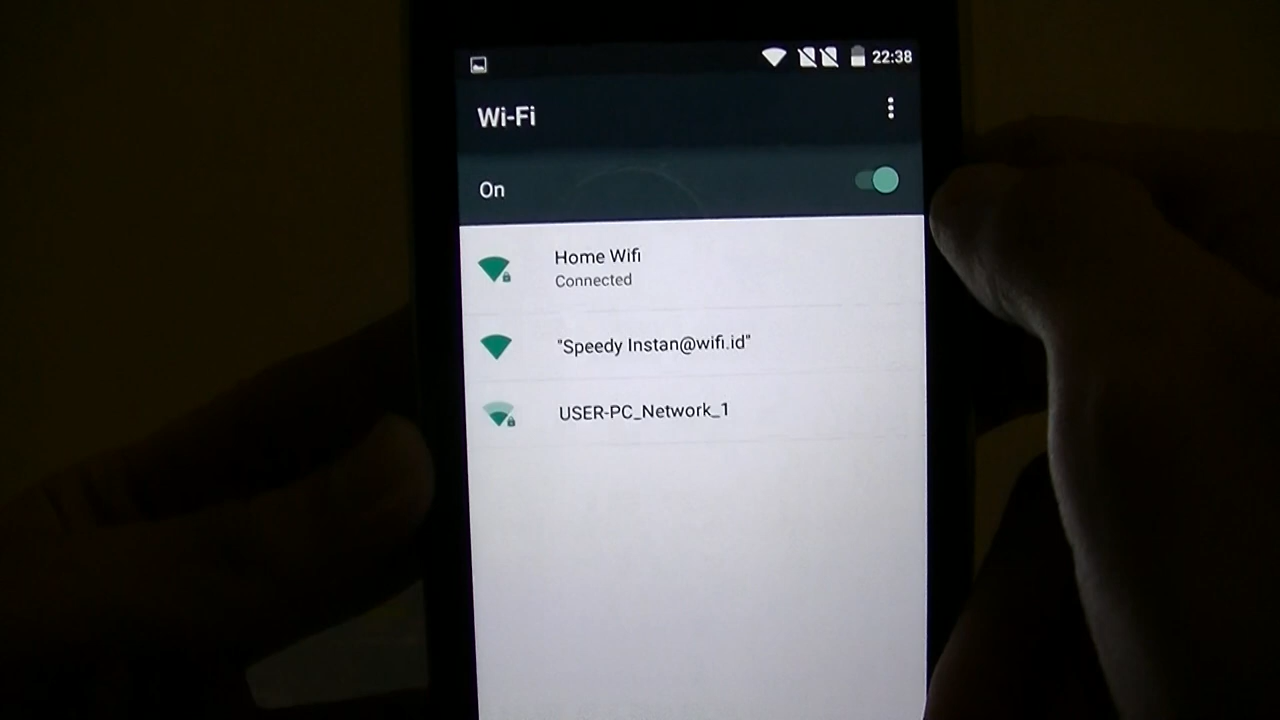 22:38
Wi-Fi
On
Home Wifi
Connected
"Speedy Instan@wifi.id"
USER-PC_Network_1